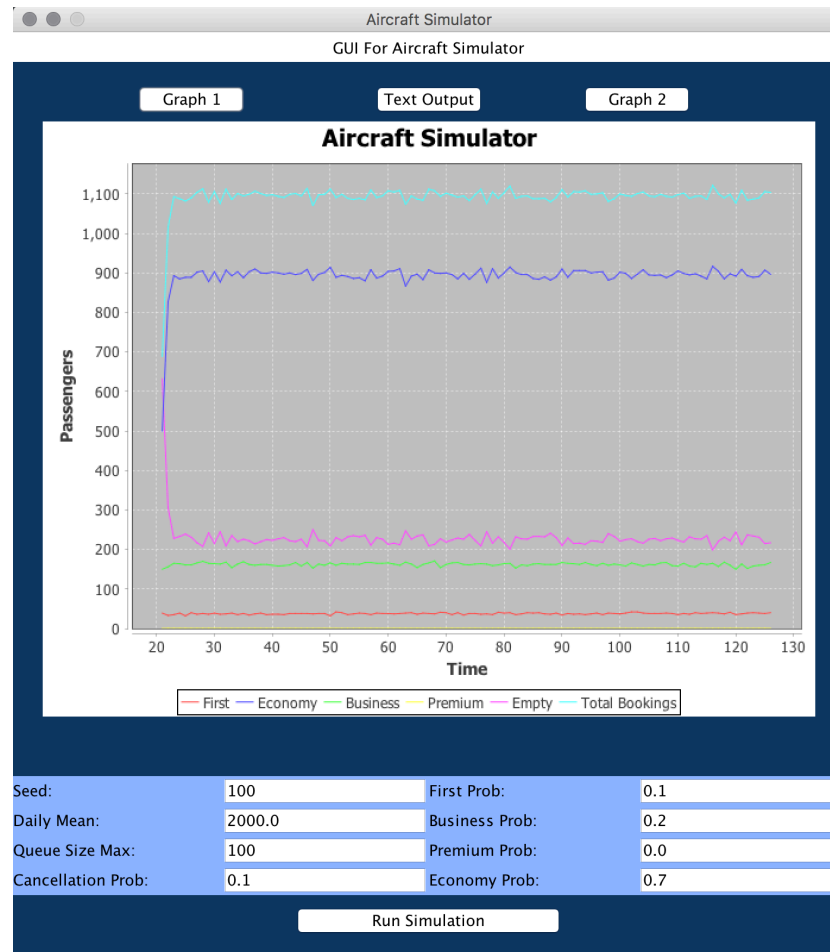 Aircraft Simulator
GUI For Aircraft Simulator
Graph 1 Text Output Graph 2
Aircraft Simulator
1,100
1,000
900
800
700
600
500
400
300
200
100
0
Passengers
20 30 40 50 60 70 80 90 100 110 120 130
Time
First Economy Business Premium Empty Total Bookings
Seed: 100 First Prob: 0.1
Daily Mean: 2000.0 Business Prob: 0.2
Queue Size Max: 100 Premium Prob: 0.0
Cancellation Prob: 0.1 Economy Prob: 0.7
Run Simulation